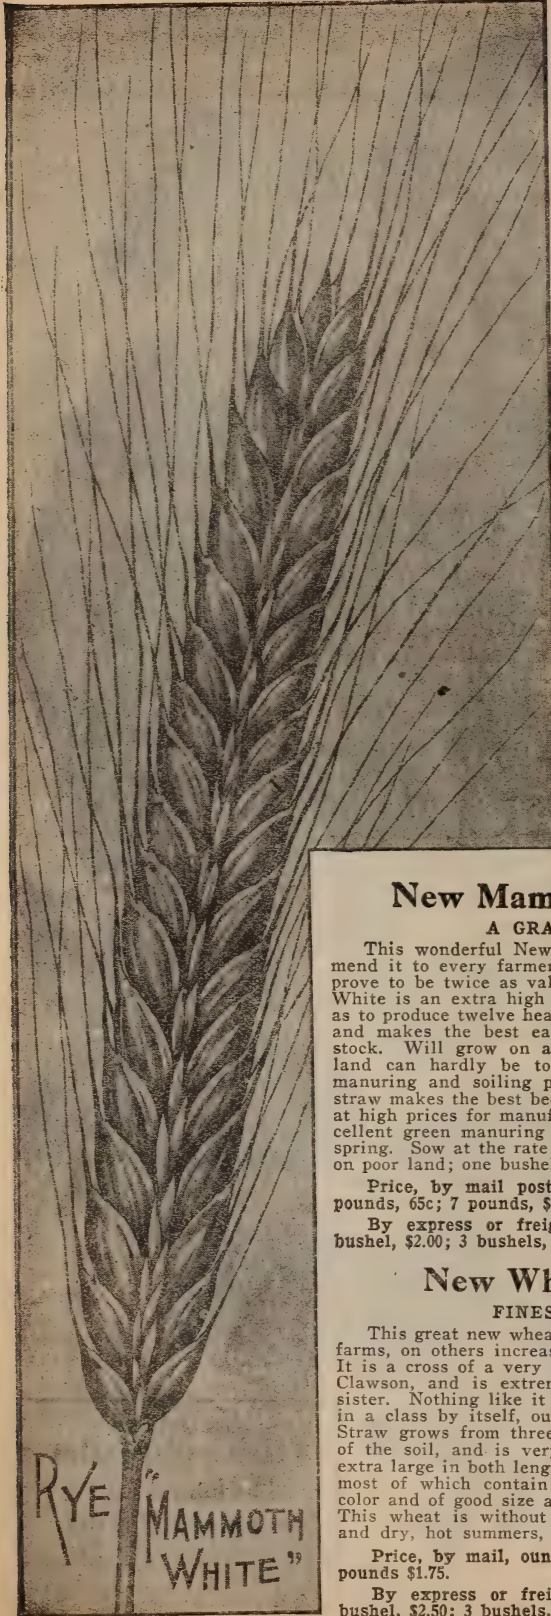 New Mam
A GRA
This wonderful New
mend it to every farmer
prove to be twice as val
White is an extra high
as to produce twelve hea
and makes the best ea
stock. Will grow on a
land can hardly be to
manuring and soiling p
straw makes the best be
at high prices for manuf
cellent green manuring
spring. Sow at the rate
on poor land; one bushe
Price, by mail post
pounds, 65c; 7 pounds, $
By express or freig
bushel, $2.00; 3 bushels,
New Wh
FINES
This great new whea
farms, on others increas
It is a cross of a very
Clawson, and is extrem
sister. Nothing like it
in a class by itself, ou
Straw grows from three
of the soil, and is very
extra large in both leng
most of which contain
color and of good size a
This wheat is without
and dry, hot summers,
Price, by mail, oun
pounds $1.75.
By express or frei
bushel, $2.50; 3 bushels,
RYE "MAMMOTH
WHITE"